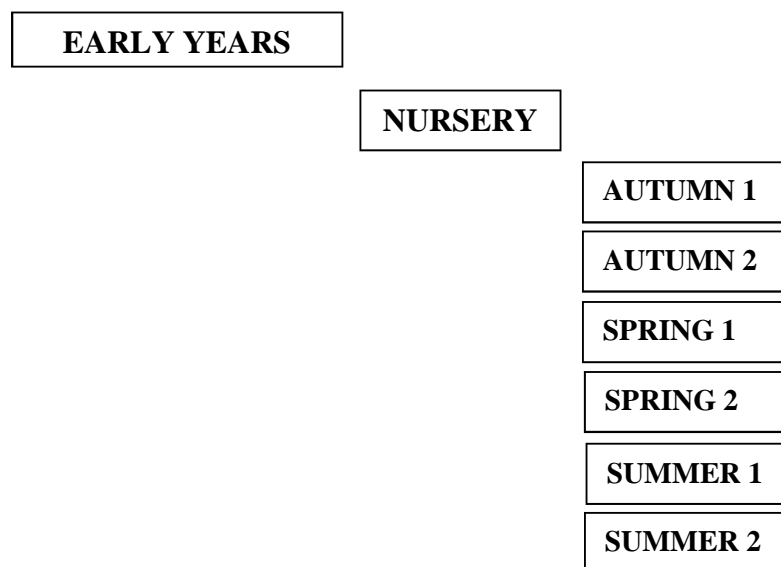 EARLY YEARS
NURSERY
AUTUMN 1
AUTUMN 2
SPRING 1
SPRING 2
SUMMER 1
SUMMER 2